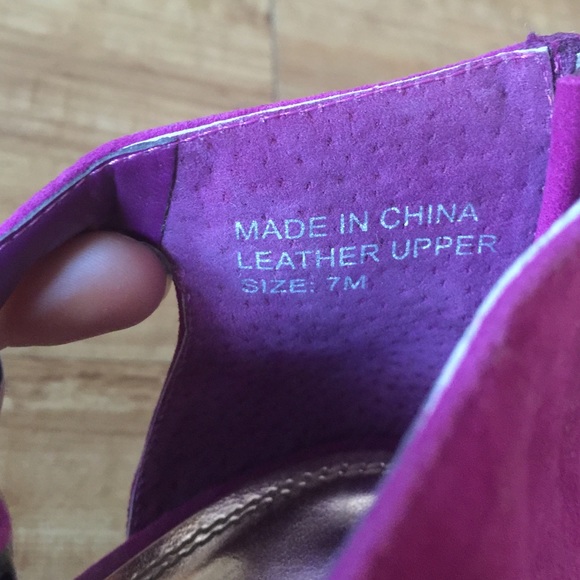 MADE IN CHINA
LEATHER UPPER
SIZE: 7M